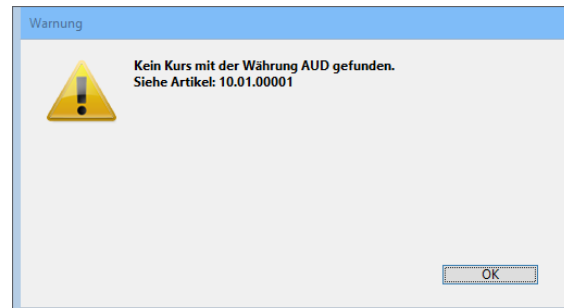 Warnung
Kein Kurs mit der Währung AUD gefunden.
Siehe Artikel: 10.01.00001
OK